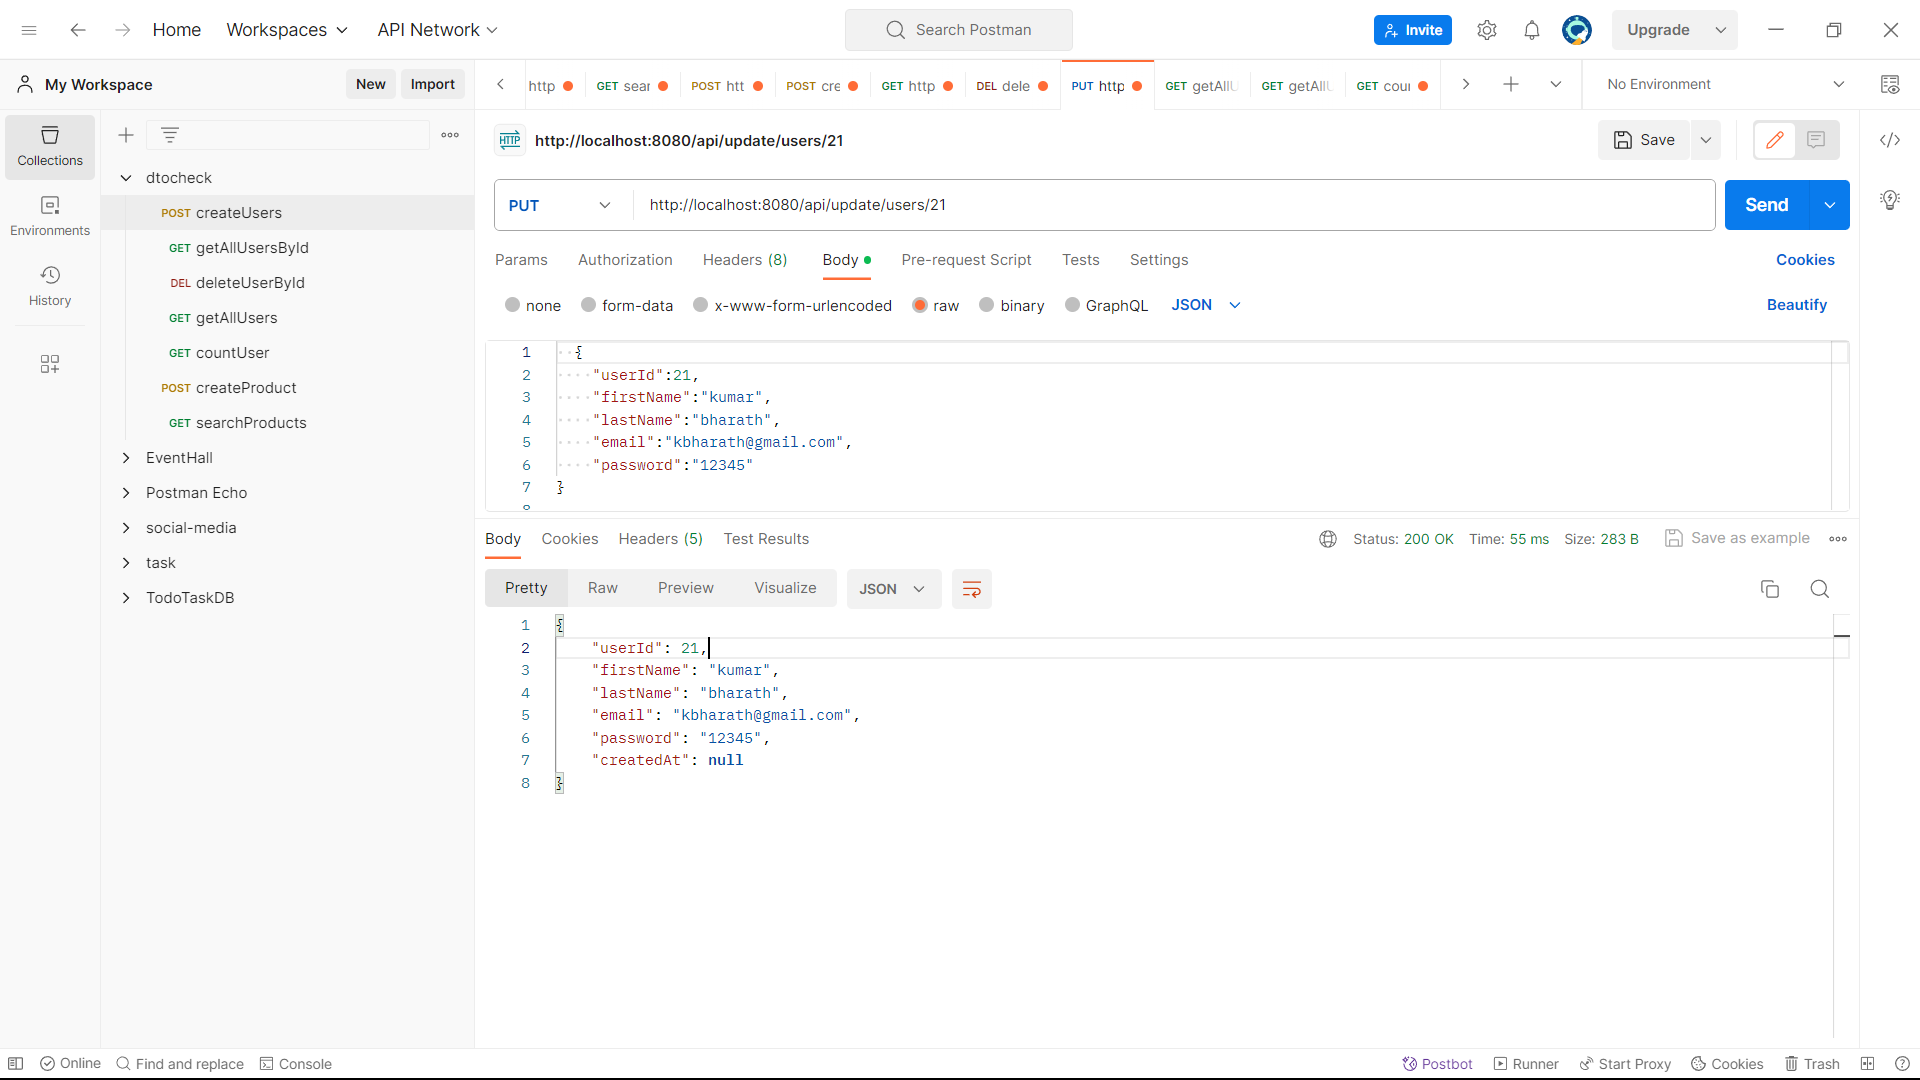 Home Workspaces API Network Search Postman Invite Upgrade
My Workspace New Import http GET sear POST htt POST cre GET http DEL dele PUT http GET getAllU GET getAllU GET cou No Environment
Collections
Environments
History
dtocheck
POST createUsers
GET getAllUsersById
DEL deleteUserById
GET getAllUsers
GET countUser
POST createProduct
GET searchProducts
EventHall
Postman Echo
social-media
task
TodoTaskDB
HTTP http://localhost:8080/api/update/users/21 Save
PUT http://localhost:8080/api/update/users/21 Send
Params Authorization Headers (8) Body Pre-request Script Tests Settings Cookies
none form-data x-www-form-urlencoded raw binary GraphQL JSON Beautify
1 {
2 "userId":21,
3 "firstName":"kumar",
4 "lastName":"bharath",
5 "email":"kbharath@gmail.com",
6 "password":"12345"
7 }
8
Body Cookies Headers (5) Test Results Status: 200 OK Time: 55 ms Size: 283 B Save as example
Pretty Raw Preview Visualize JSON
1 {
2 "userId": 21,
3 "firstName": "kumar",
4 "lastName": "bharath",
5 "email": "kbharath@gmail.com",
6 "password": "12345",
7 "createdAt": null
8 }
Online Find and replace Console Postbot Runner Start Proxy Cookies Trash